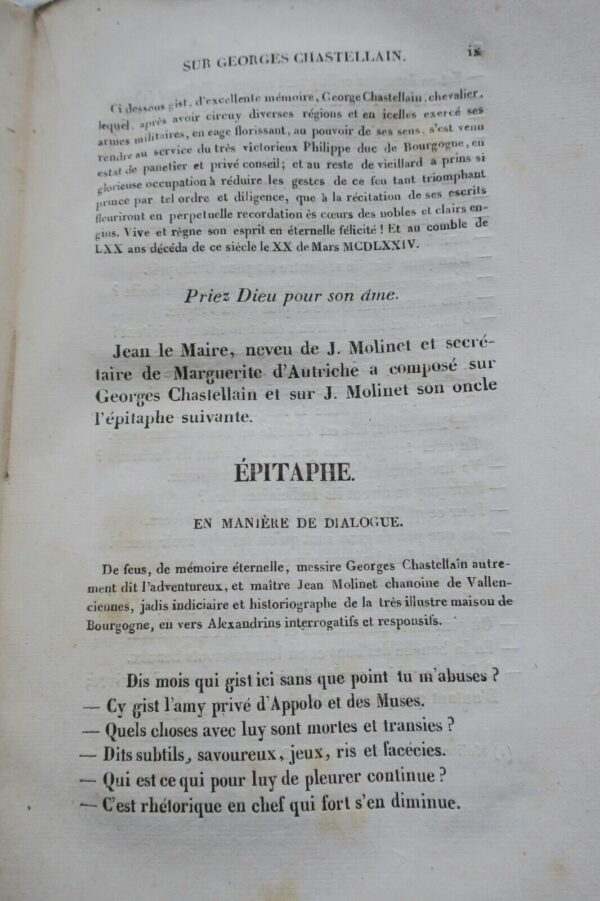 SUR GEORGES CHASTELLAIN. ix
Ci dessous gist, d'excellente mémoire, George Chastellain, chevalier,
lequel, après avoir circuy diverses régions et en icelles exercé ses
armes militaires, en eage florissant, au pouvoir de ses sens, s'est venu
rendre au service du très victorieux Philippe duc de Bourgogne, en
estat de panetier et privé conseil; et au reste de vieillard a prins si
glorieuse occupation à réduire les gestes de ce feu tant triomphant
prince par tel ordre et diligence, que à la récitation de ses escrits
fleuriront en perpetuelle recordation ès cœurs des nobles et clairs en-
gins. Vive et règne son esprit en éternelle félicité ! Et au comble de
LXX ans décéda de ce siècle le XX de Mars MCDLXXIV.
Priez Dieu pour son âme.
Jean le Maire, neveu de J. Molinet et secré-
taire de Marguerite d'Autriche a composé sur
Georges Chastellain et sur J. Molinet son oncle
l'épitaphe suivante.
ÉPITAPHE.
EN MANIÈRE DE DIALOGUE.
De feus, de mémoire éternelle, messire Georges Chastellain autre-
ment dit l'adventureux, et maître Jean Molinet chanoine de Vallen-
ciennes, jadis indiciaire et historiographe de la très illustre maison de
Bourgogne, en vers Alexandrins interrogatifs et responsifs.
Dis mois qui gist ici sans que point tu m'abuses ?
— Cy gist l'amy privé d'Appolo et des Muses.
— Quels choses avec luy sont mortes et transies ?
— Dits subtils, savoureux, jeux, ris et facécies.
— Qui est ce qui pour luy de pleurer continue ?
— C'est rhétorique en chef qui fort s'en diminue.